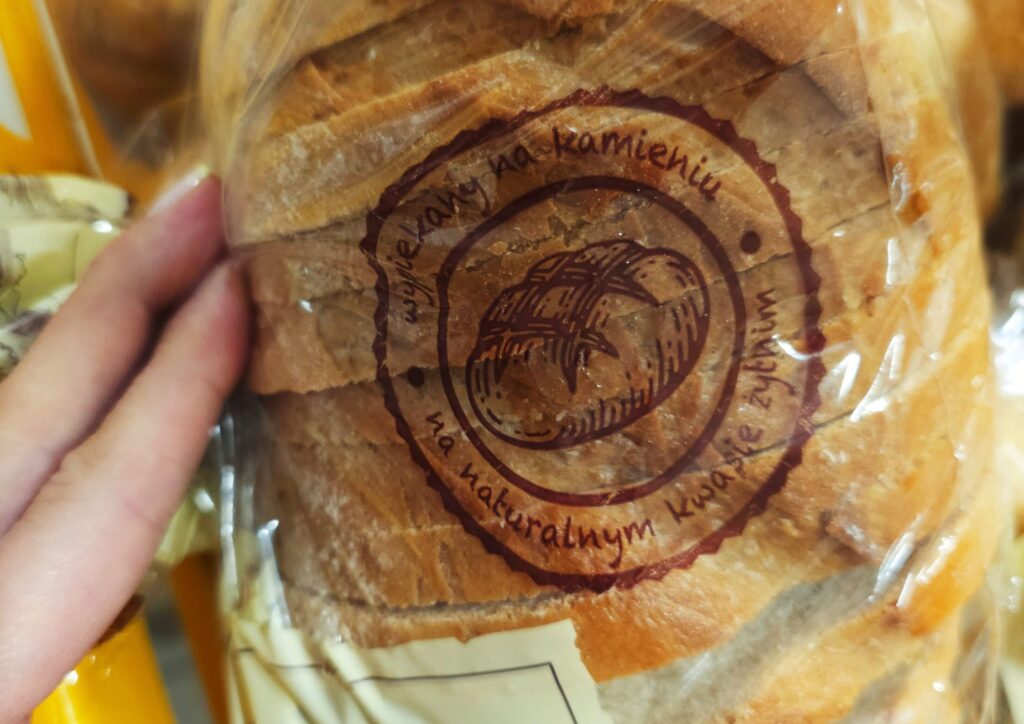 wypiekany na kamieniu
na naturalnym kwasie żytnim